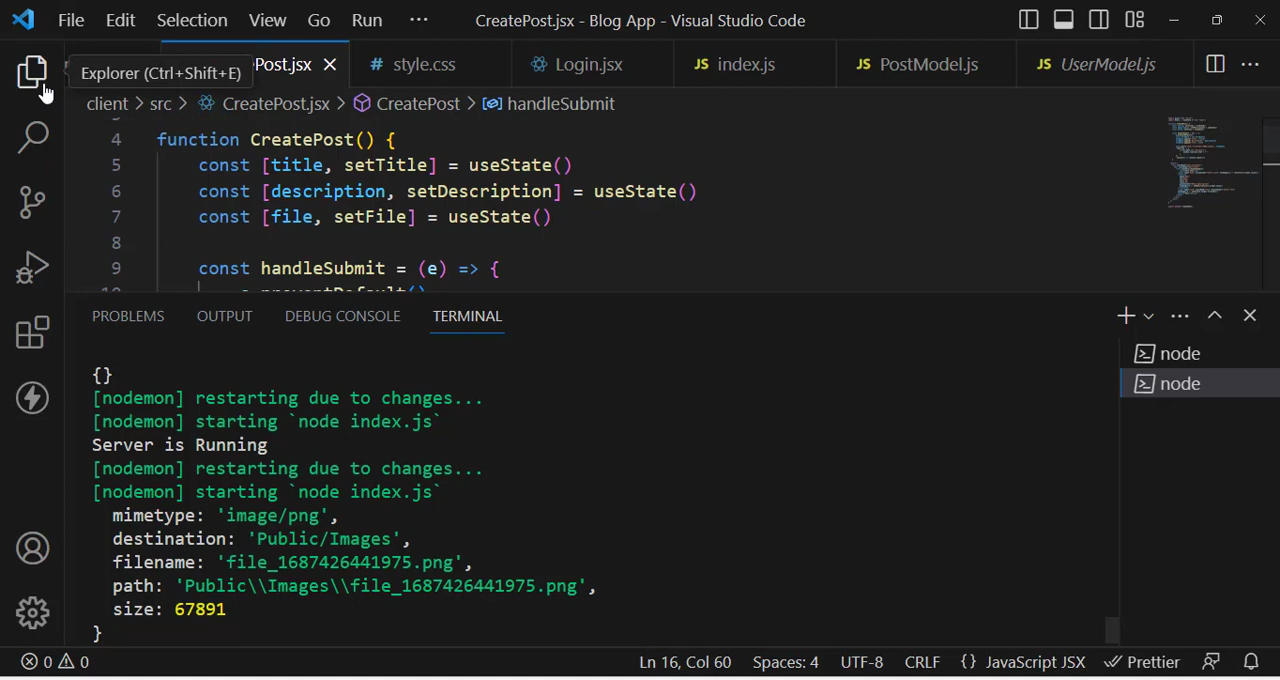 File Edit Selection View Go Run ··· CreatePost.jsx - Blog App - Visual Studio Code
Explorer (Ctrl+Shift+E) Post.jsx # style.css Login.jsx JS index.js JS PostModel.js JS UserModel.js ···
client > src > CreatePost.jsx > CreatePost > handleSubmit
4 function CreatePost() {
5 const [title, setTitle] = useState()
6 const [description, setDescription] = useState()
7 const [file, setFile] = useState()
8
9 const handleSubmit = (e) => {
10 e.preventDefault()
PROBLEMS OUTPUT DEBUG CONSOLE TERMINAL
node
node
{}
[nodemon] restarting due to changes...
[nodemon] starting `node index.js`
Server is Running
[nodemon] restarting due to changes...
[nodemon] starting `node index.js`
mimetype: 'image/png',
destination: 'Public/Images',
filename: 'file_1687426441975.png',
path: 'Public\\Images\\file_1687426441975.png',
size: 67891
}
0 0 Ln 16, Col 60 Spaces: 4 UTF-8 CRLF {} JavaScript JSX Prettier